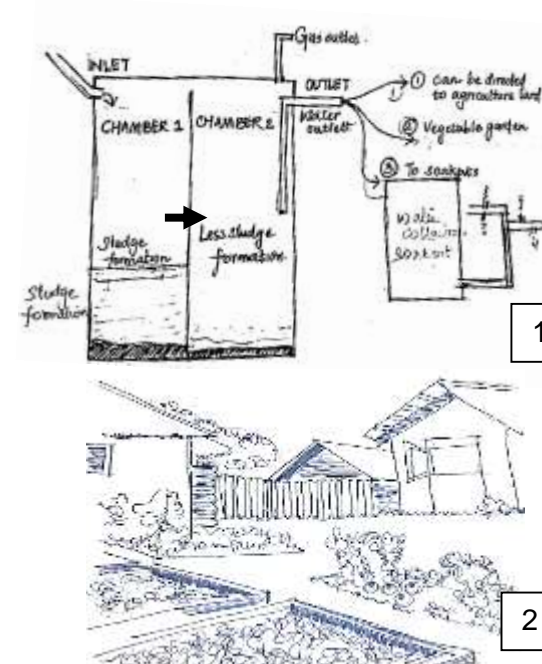 Gas outlet.
INLET
OUTLET
① can be directed
to agriculture land
CHAMBER 1
CHAMBER 2
Water
outlet
② Vegetable garden
③ To soakpit
Sludge
formation
Less sludge
formation
Sludge
formation
1
2